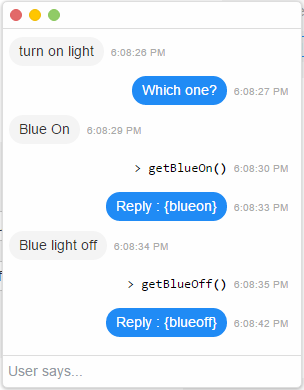 turn on light 6:08:26 PM
Which one? 6:08:27 PM
Blue On 6:08:29 PM
> getBlueOn() 6:08:30 PM
Reply : {blueon} 6:08:33 PM
Blue light off 6:08:34 PM
> getBlueOff() 6:08:35 PM
Reply : {blueoff} 6:08:42 PM
User says...